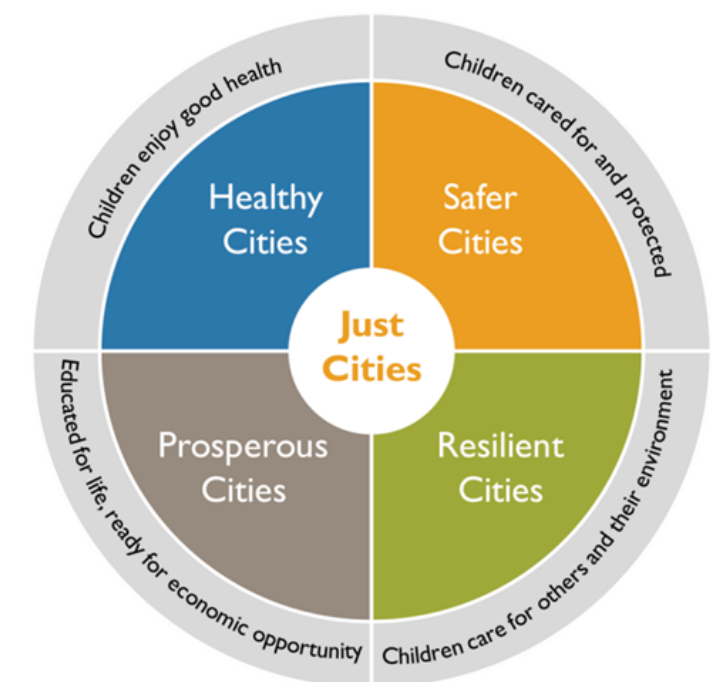 Children enjoy good health
Children cared for and protected
Healthy
Cities
Safer
Cities
Just
Cities
Prosperous
Cities
Resilient
Cities
Educated for life, ready for economic opportunity
Children care for others and their environment